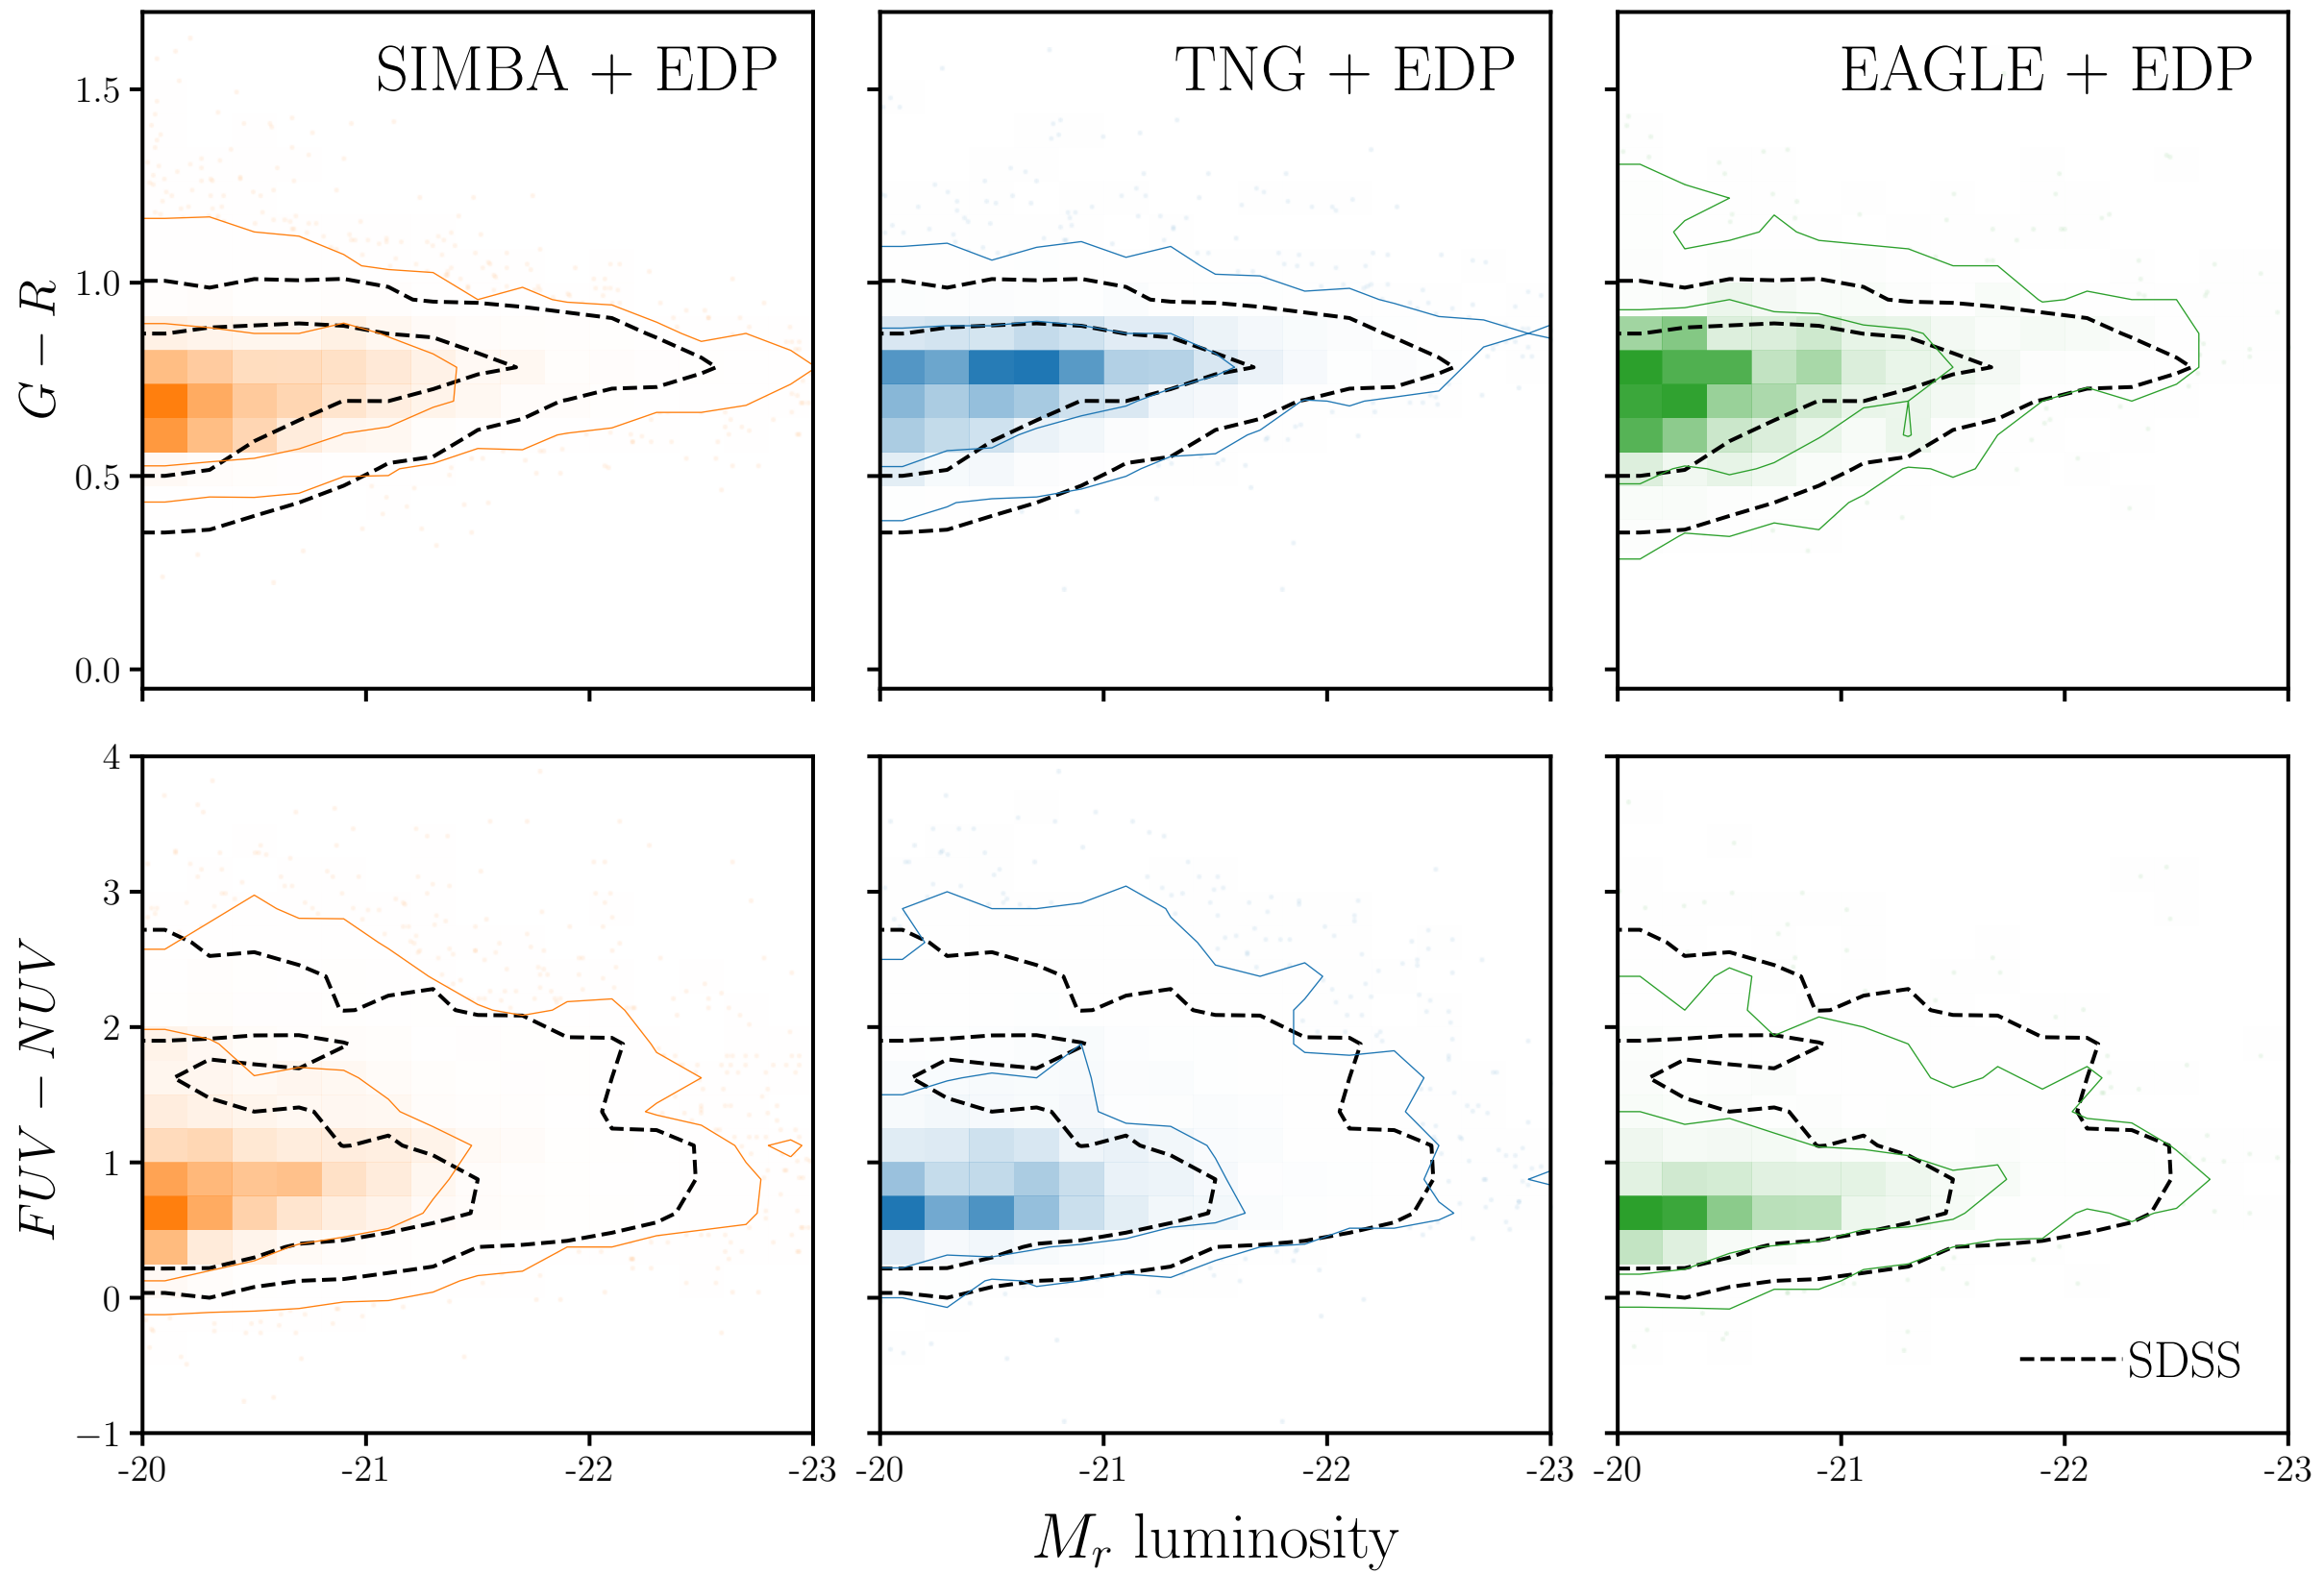 SIMBA + EDP
TNG + EDP
EAGLE + EDP
G − R
1.5
1.0
0.5
0.0
FUV − NUV
4
3
2
1
0
−1
SDSS
-20 -21 -22 -23
-20 -21 -22 -23
-20 -21 -22 -23
Mr luminosity